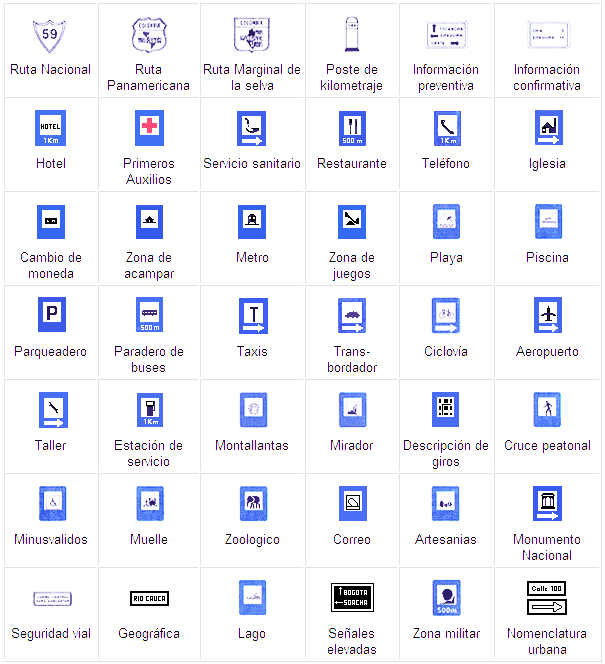 59
COLOMBIA
COLOMBIA
Ruta Nacional
Ruta
Panamericana
Ruta Marginal de
la selva
Poste de
kilometraje
Información
preventiva
Información
confirmativa
HOTEL
1Km
500 m
1Km
Hotel
Primeros
Auxilios
Servicio sanitario
Restaurante
Teléfono
Iglesia
Cambio de
moneda
Zona de
acampar
Metro
Zona de
juegos
Playa
Piscina
P
500m
T
Parqueadero
Paradero de
buses
Taxis
Trans-
bordador
Ciclovía
Aeropuerto
1Km
Taller
Estación de
servicio
Montallantas
Mirador
Descripción de
giros
Cruce peatonal
Minusvalidos
Muelle
Zoologico
Correo
Artesanias
Monumento
Nacional
RIO CAUCA
BOGOTA
SOACHA
500m
Calle 100
Seguridad vial
Geográfica
Lago
Señales
elevadas
Zona militar
Nomenclatura
urbana